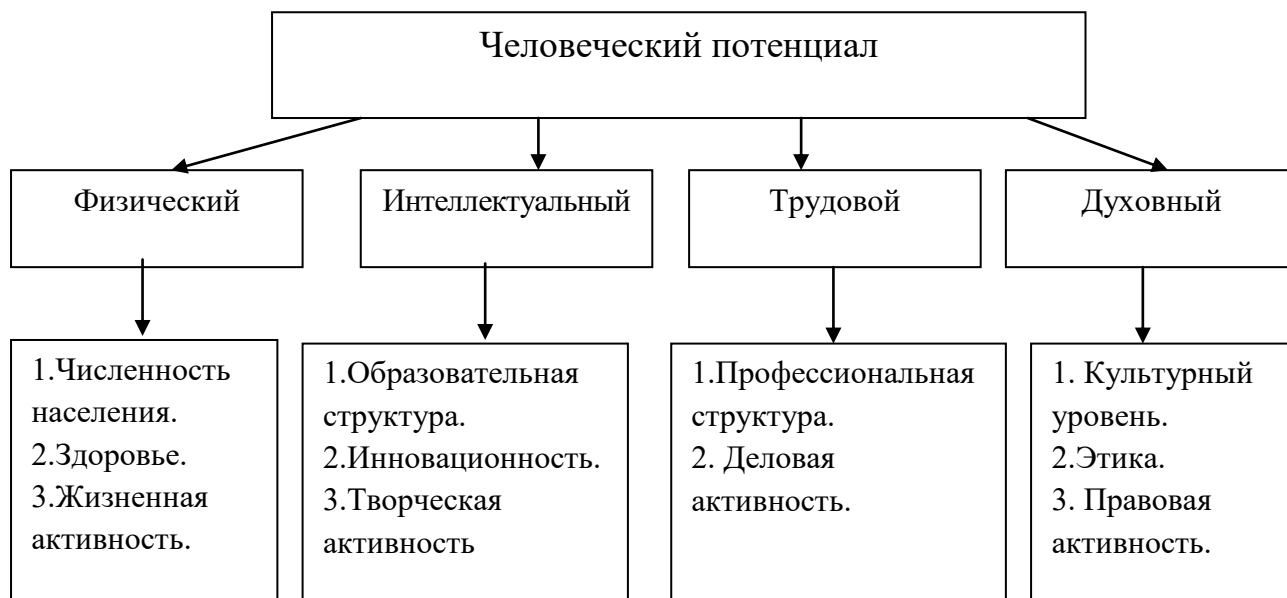 Человеческий потенциал
Физический
Интеллектуальный
Трудовой
Духовный
1.Численность
населения.
2.Здоровье.
3.Жизненная
активность.
1.Образовательная
структура.
2.Инновационность.
3.Творческая
активность
1.Профессиональная
структура.
2. Деловая
активность.
1. Культурный
уровень.
2.Этика.
3. Правовая
активность.